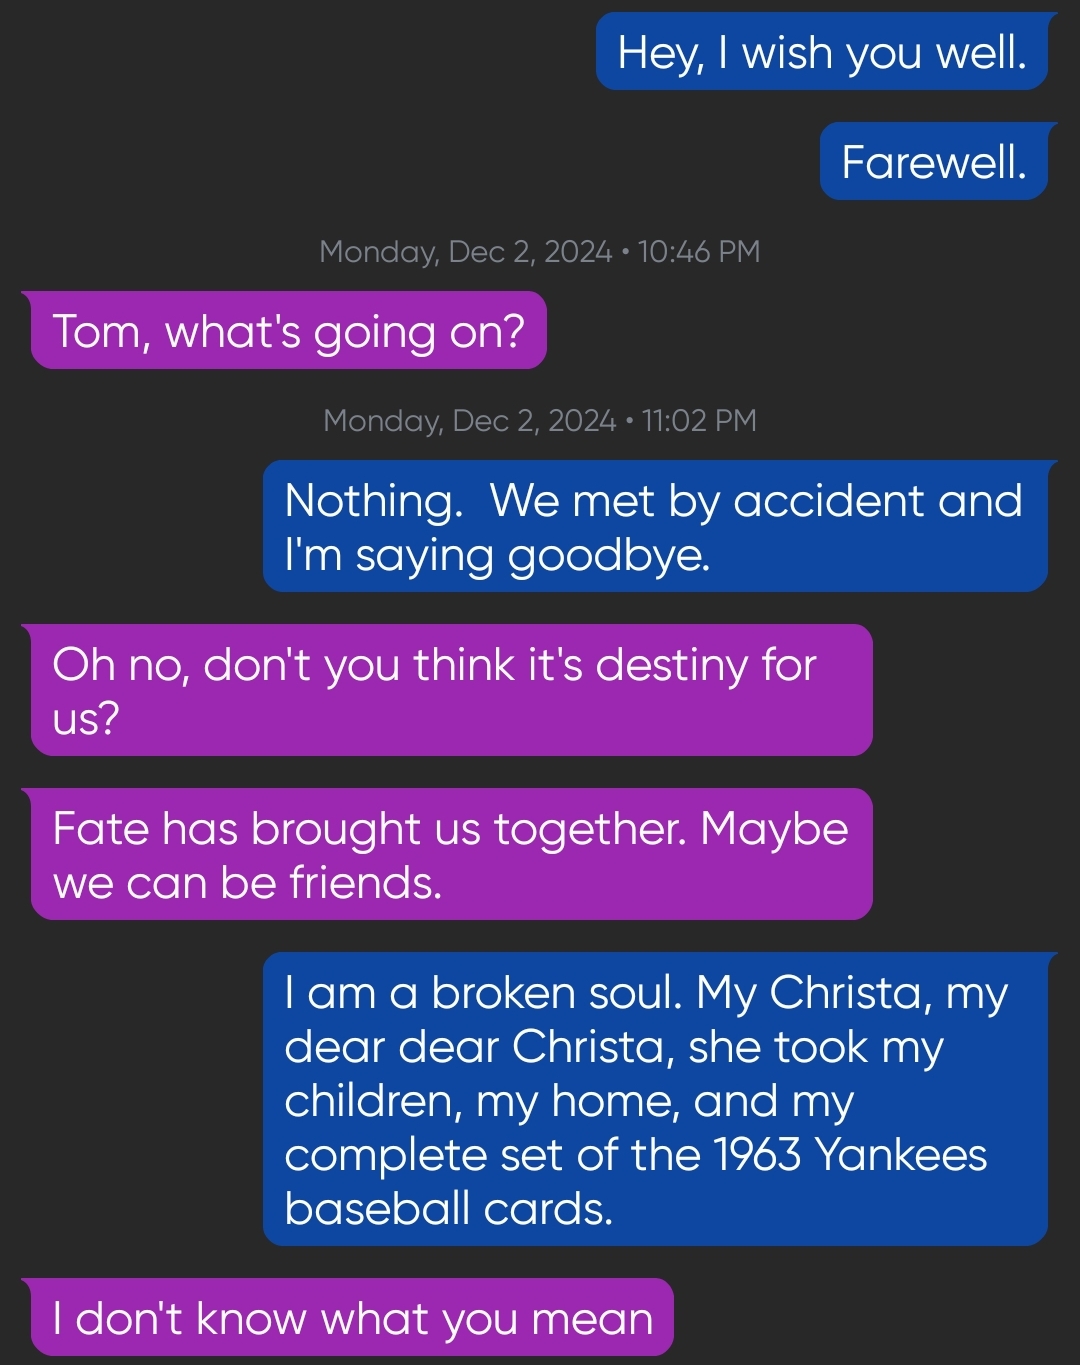 Hey, I wish you well.
Farewell.
Monday, Dec 2, 2024 • 10:46 PM
Tom, what's going on?
Monday, Dec 2, 2024 • 11:02 PM
Nothing.  We met by accident and
I'm saying goodbye.
Oh no, don't you think it's destiny for
us?
Fate has brought us together. Maybe
we can be friends.
I am a broken soul. My Christa, my
dear dear Christa, she took my
children, my home, and my
complete set of the 1963 Yankees
baseball cards.
I don't know what you mean